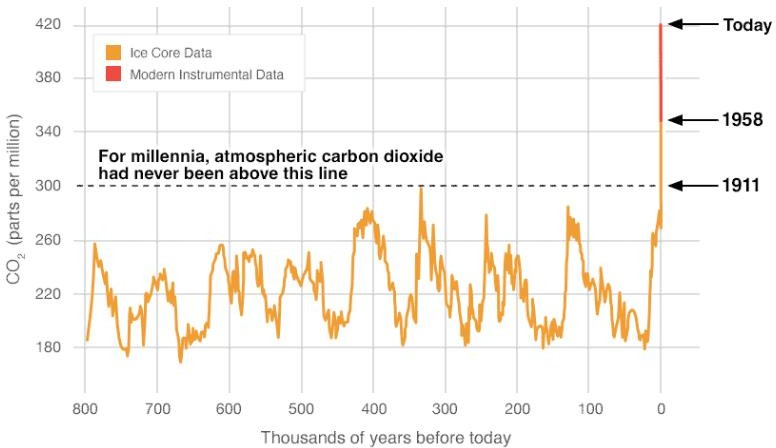 420
380
340
300
260
220
180
CO2 (parts per million)
Ice Core Data
Modern Instrumental Data
For millennia, atmospheric carbon dioxide
had never been above this line
Today
1958
1911
800
700
600
500
400
300
200
100
0
Thousands of years before today